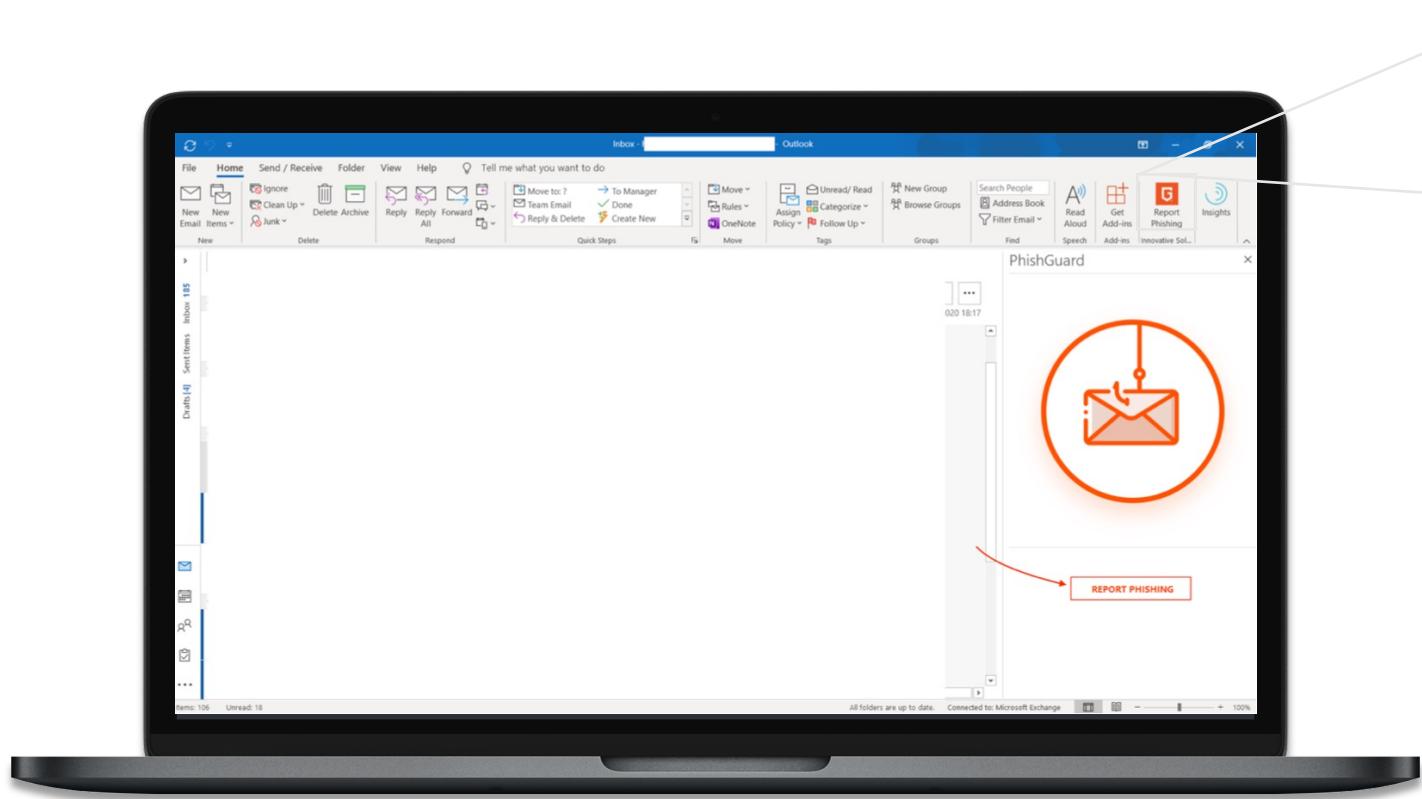 Inbox - - Outlook
File Home Send / Receive Folder View Help Tell me what you want to do
New Email
New Items
Ignore
Clean Up
Junk
Delete Archive
Reply
Reply All
Forward
Move to: ? To Manager
Team Email Done
Reply & Delete Create New
Move
Rules
OneNote
Assign Policy
Unread/ Read
Categorize
Follow Up
New Group
Browse Groups
Search People
Address Book
Filter Email
Read Aloud
Get Add-ins
Report Phishing
Insights
New Delete Respond Quick Steps Move Tags Groups Find Speech Add-ins Innovative Sol...
PhishGuard
Inbox 185
Sent Items
Drafts [4]
020 18:17
REPORT PHISHING
Items: 106 Unread: 18 All folders are up to date. Connected to: Microsoft Exchange 100%